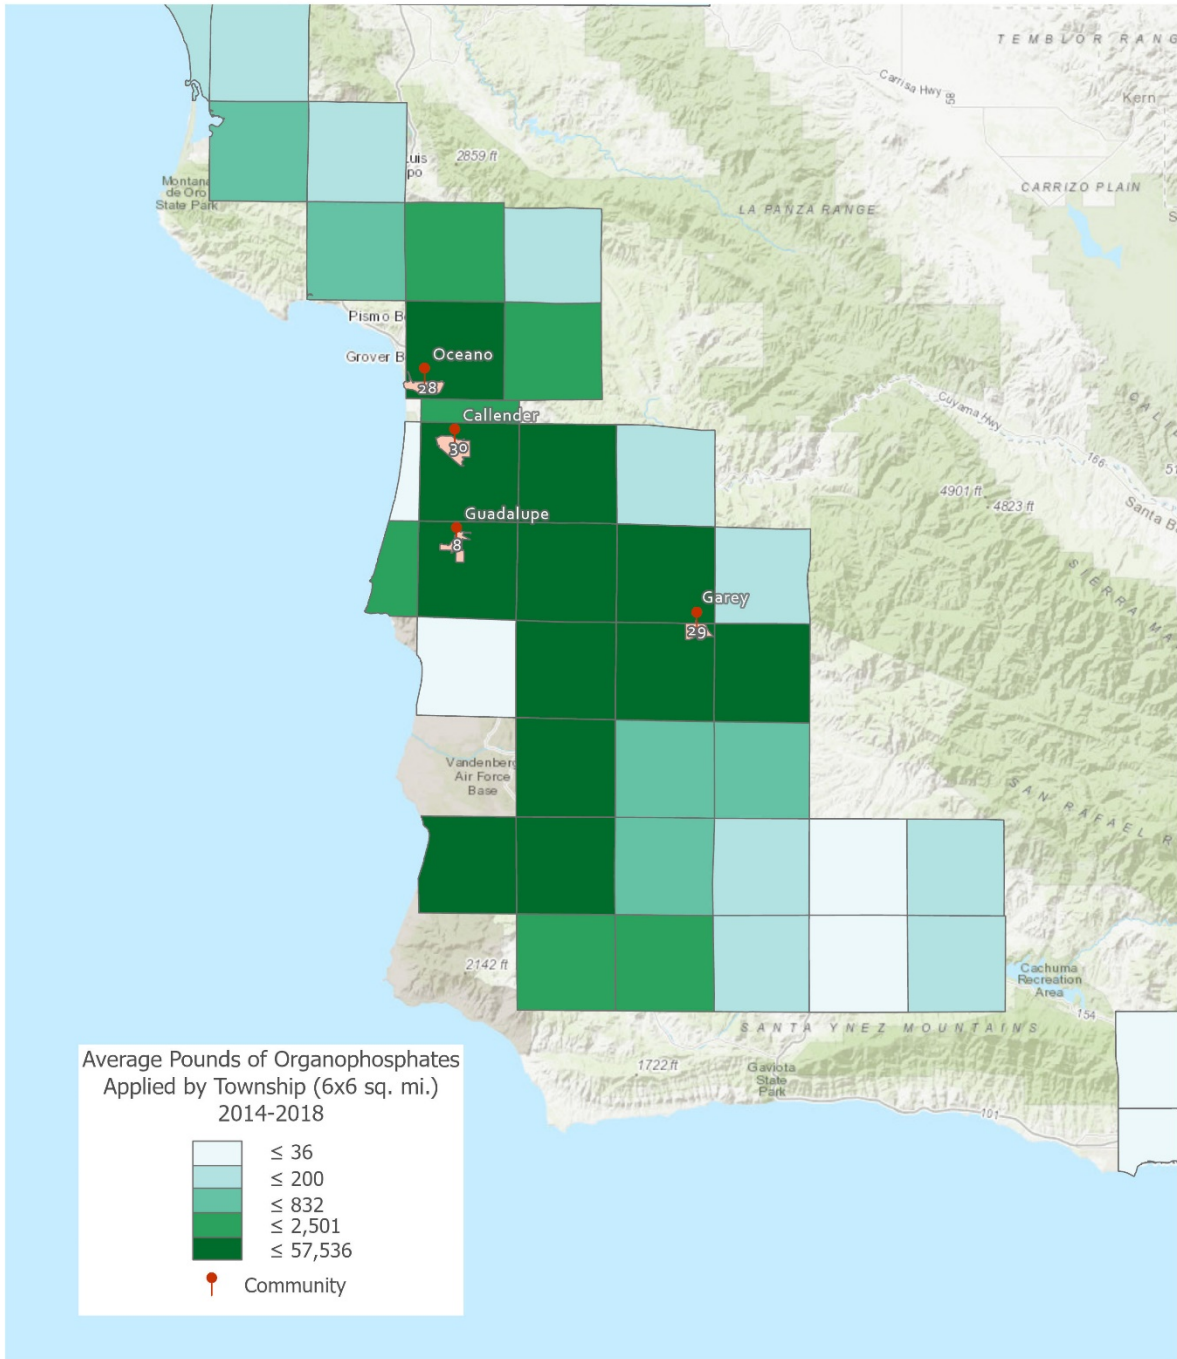 TEMBLOR RANG
Carrisa Hwy
58
Kern
Luis
po
2859 ft
Montana
de Oro
State Park
CARRIZO PLAIN
LA PANZA RANGE
Pismo B
Grover B
Oceano
28
Callender
30
Cuyama Hwy
166
Guadalupe
8
4901 ft
4823 ft
Santa B
SIERRA MA
Garey
29
Vandenberg
Air Force
Base
SAN RAFAEL R
2142 ft
Cachuma
Recreation
Area
154
SANTA YNEZ MOUNTAINS
1722 ft
Gaviota
State
Park
101
Average Pounds of Organophosphates
Applied by Township (6x6 sq. mi.)
2014-2018
≤ 36
≤ 200
≤ 832
≤ 2,501
≤ 57,536
Community